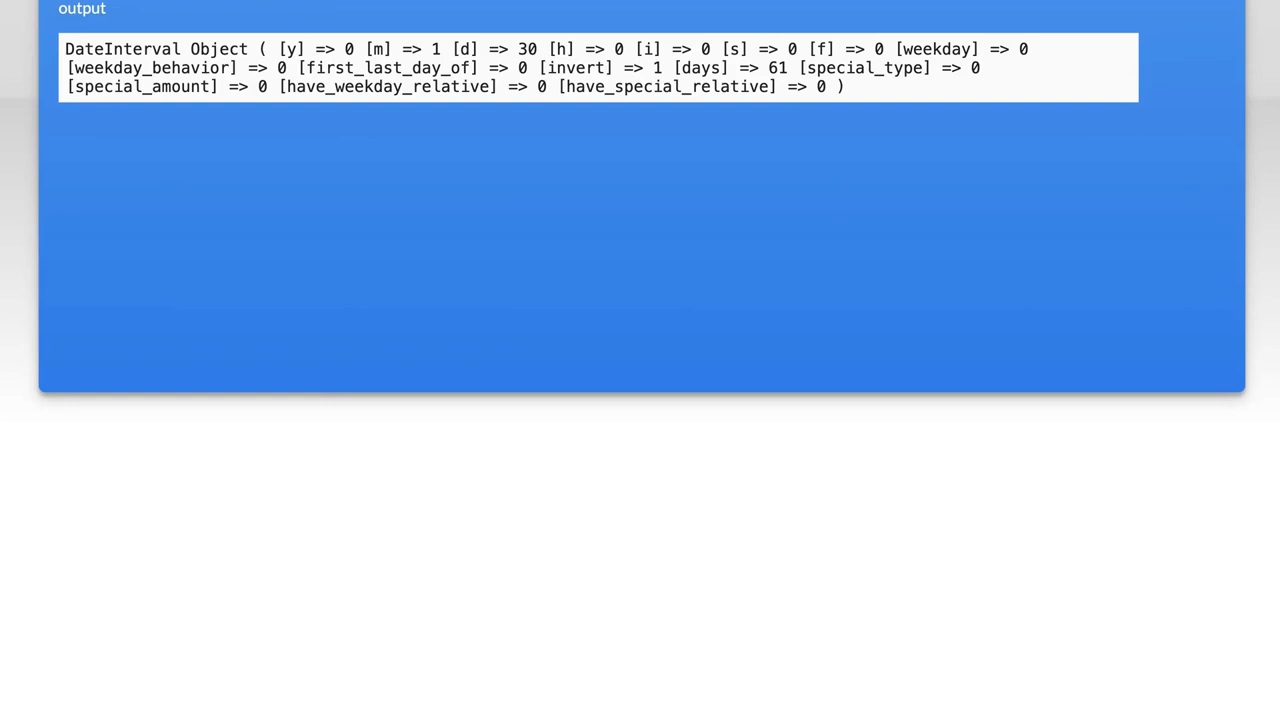 output
DateInterval Object ( [y] => 0 [m] => 1 [d] => 30 [h] => 0 [i] => 0 [s] => 0 [f] => 0 [weekday] => 0
[weekday_behavior] => 0 [first_last_day_of] => 0 [invert] => 1 [days] => 61 [special_type] => 0
[special_amount] => 0 [have_weekday_relative] => 0 [have_special_relative] => 0 )